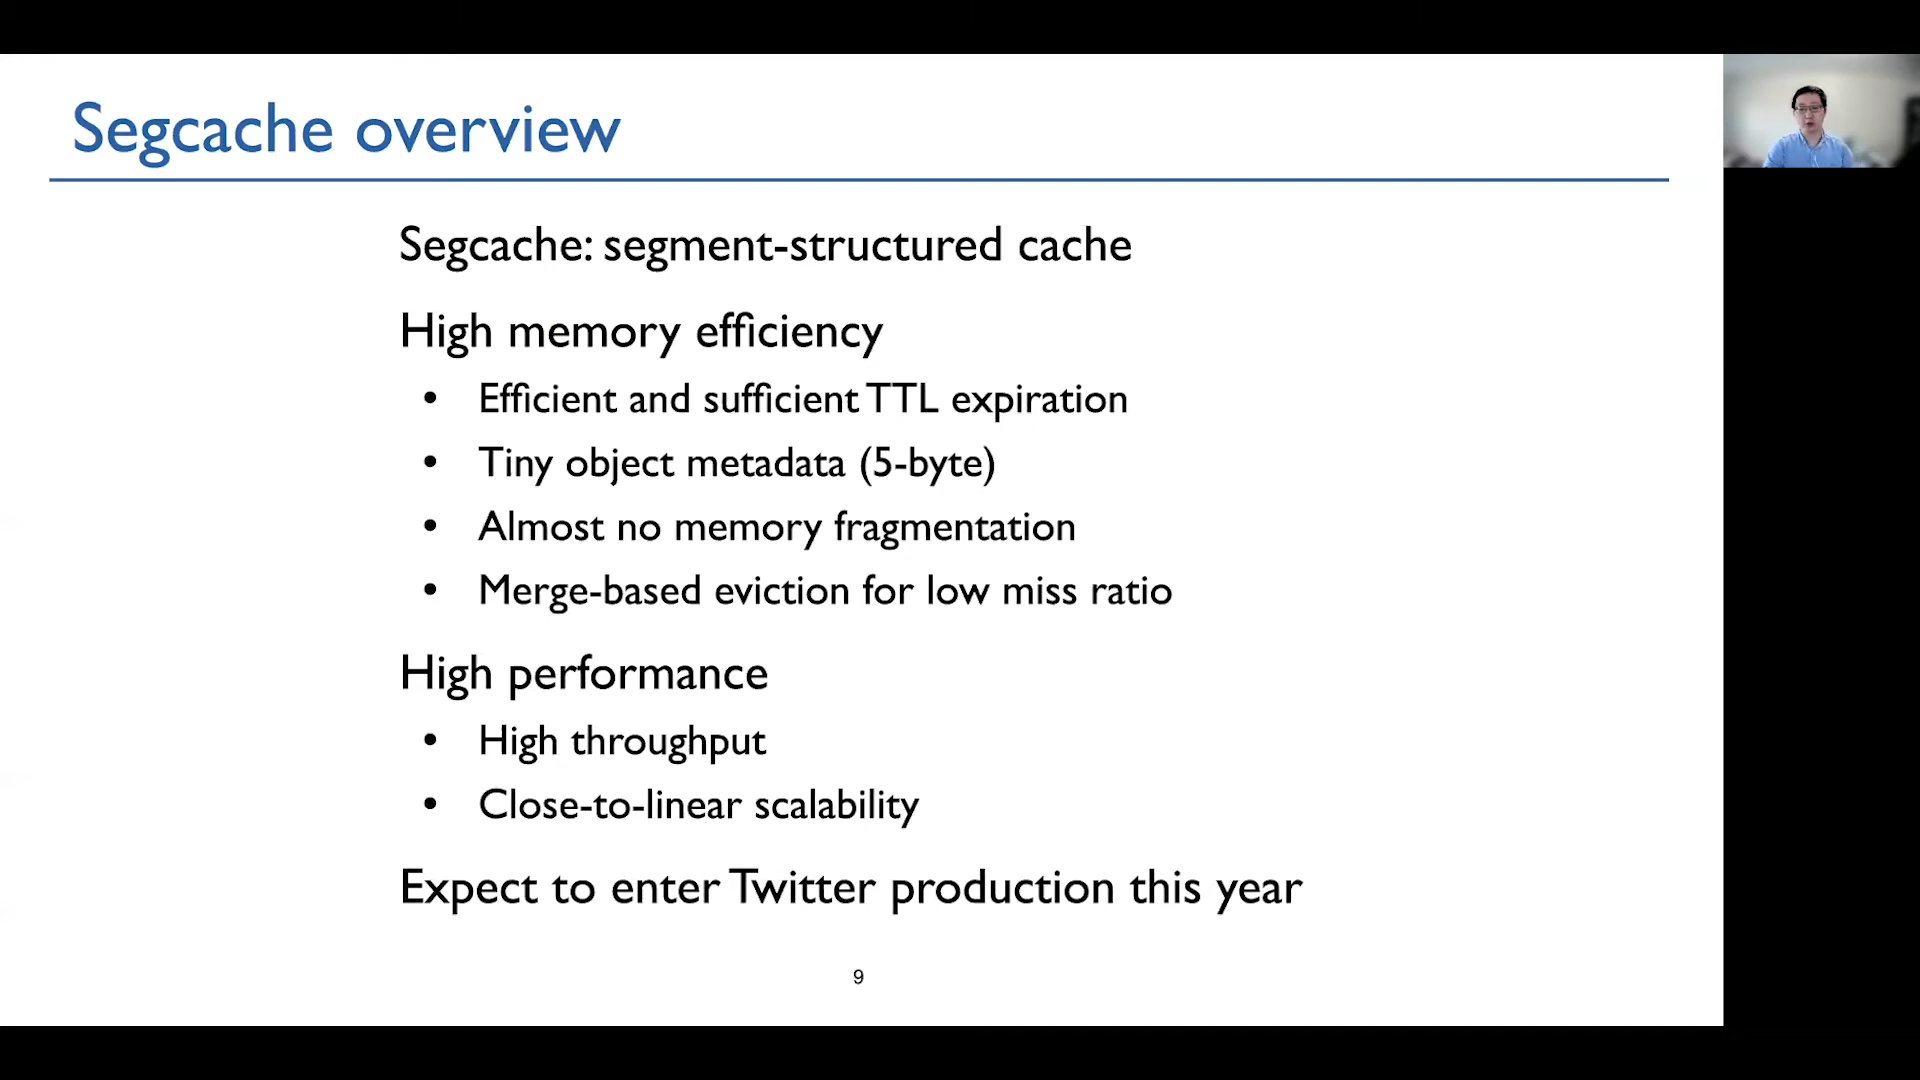 Segcache overview
Segcache: segment-structured cache
High memory efficiency
• Efficient and sufficient TTL expiration
• Tiny object metadata (5-byte)
• Almost no memory fragmentation
• Merge-based eviction for low miss ratio
High performance
• High throughput
• Close-to-linear scalability
Expect to enter Twitter production this year
9